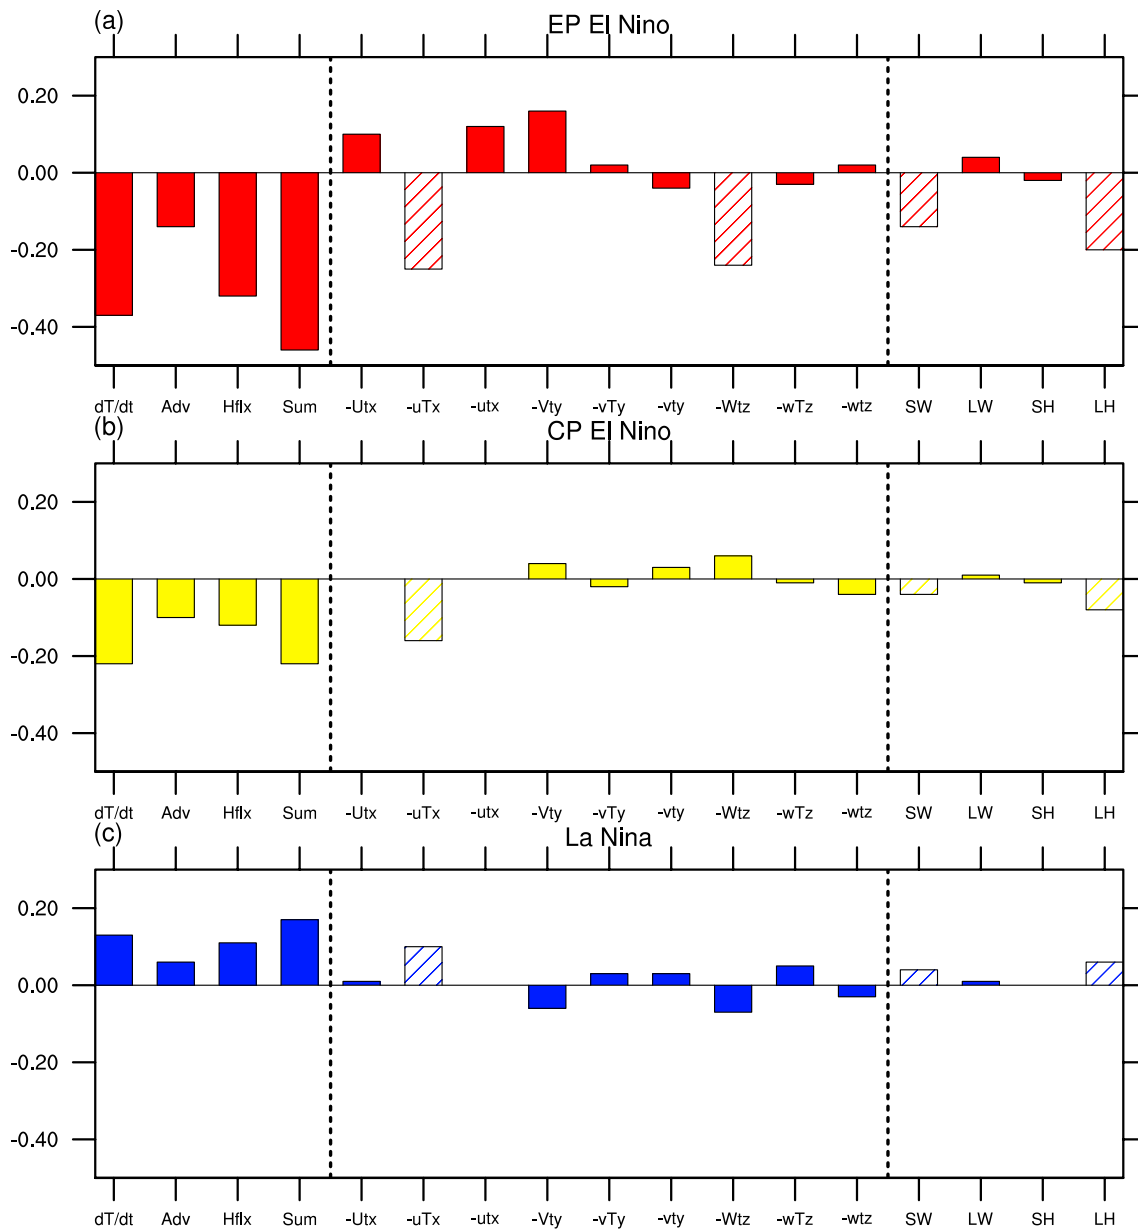 (a)
EP El Nino
0.20
0.00
-0.20
-0.40
dT/dt Adv Hflx Sum -Utx -uTx -utx -Vty -vTy -vty -Wtz -wTz -wtz SW LW SH LH
(b)
CP El Nino
0.20
0.00
-0.20
-0.40
dT/dt Adv Hflx Sum -Utx -uTx -utx -Vty -vTy -vty -Wtz -wTz -wtz SW LW SH LH
(c)
La Nina
0.20
0.00
-0.20
-0.40
dT/dt Adv Hflx Sum -Utx -uTx -utx -Vty -vTy -vty -Wtz -wTz -wtz SW LW SH LH